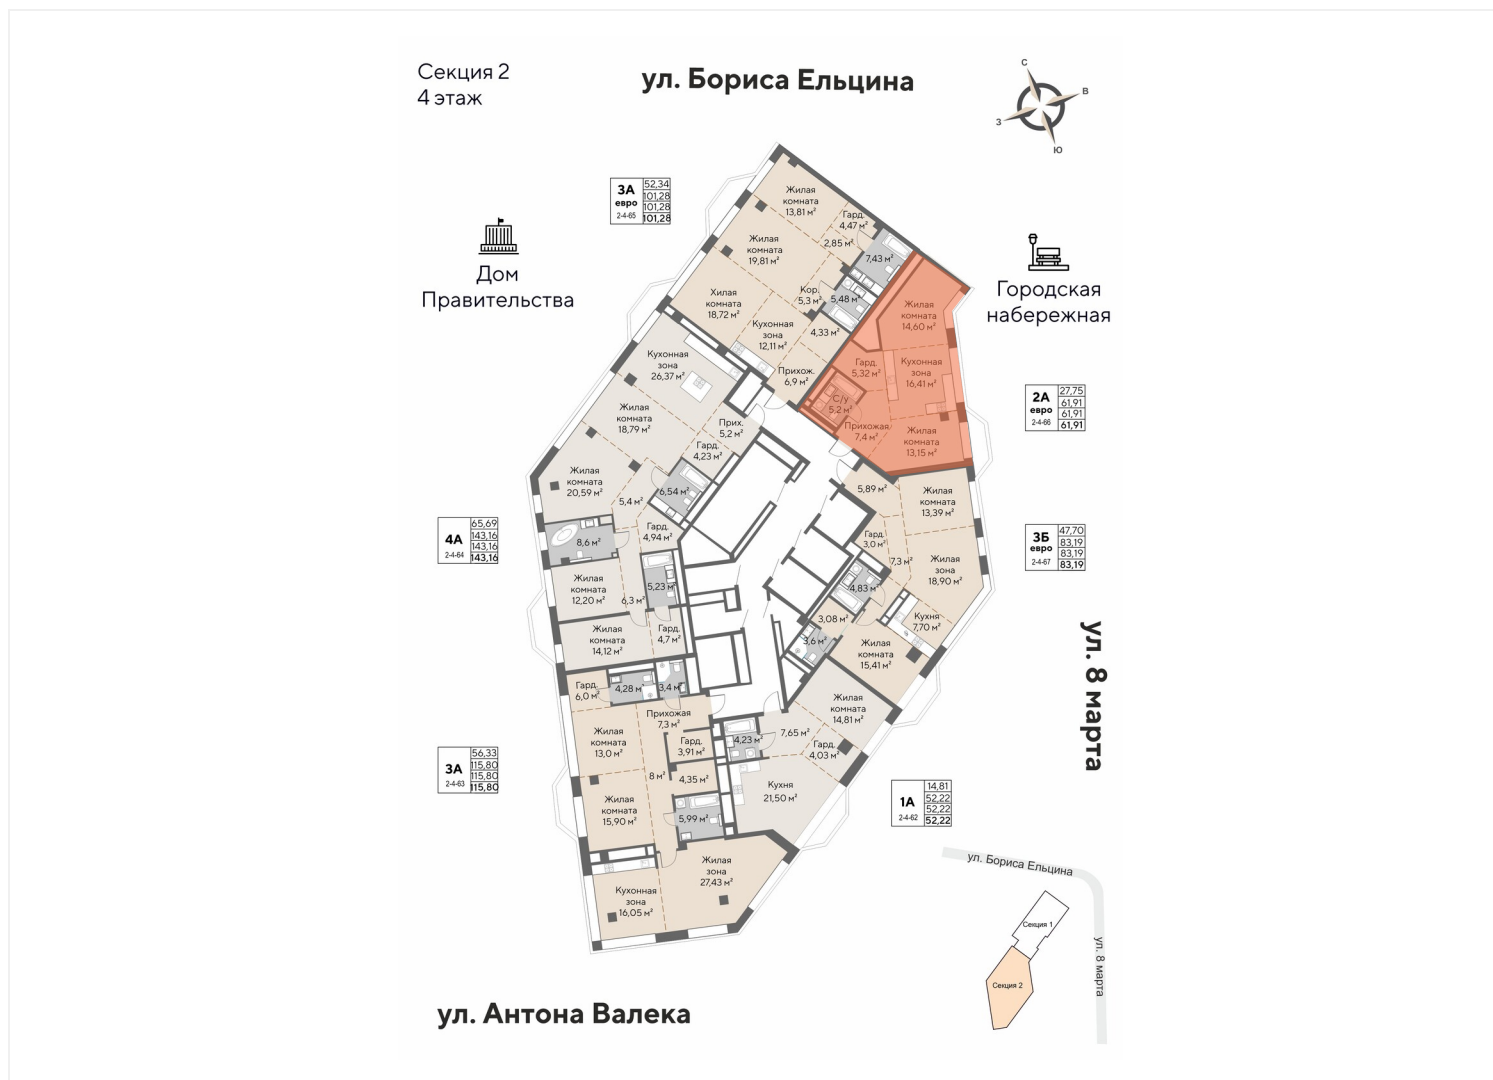 Секция 2
4 этаж
ул. Бориса Ельцина
С
В
З
Ю
3А
евро
2-4-65
52,34
101,28
101,28
101,28
Дом
Правительства
Городская
набережная
Жилая
комната
13,81 м²
Гард.
4,47 м²
2,85 м²
7,43 м²
Жилая
комната
19,81 м²
Кор.
5,3 м²
5,48 м²
Хилая
комната
18,72 м²
Кухонная
зона
12,11 м²
4,33 м²
Прихож.
6,9 м²
Жилая
комната
14,60 м²
Гард.
5,32 м²
Кухонная
зона
16,41 м²
С/у
5,2 м²
Прихожая
7,4 м²
Жилая
комната
13,15 м²
2А
евро
2-4-66
27,75
61,91
61,91
61,91
Кухонная
зона
26,37 м²
Жилая
комната
18,79 м²
Прих.
5,2 м²
Гард.
4,23 м²
Жилая
комната
20,59 м²
6,54 м²
5,4 м²
Гард.
4,94 м²
8,6 м²
Жилая
комната
12,20 м²
6,3 м²
5,23 м²
Жилая
комната
14,12 м²
Гард.
4,7 м²
4А
2-4-64
65,69
143,16
143,16
143,16
5,89 м²
Жилая
комната
13,39 м²
Гард.
3,0 м²
7,3 м²
Жилая
зона
18,90 м²
4,83 м²
Кухня
7,70 м²
3,08 м²
3,6 м²
Жилая
комната
15,41 м²
3Б
евро
2-4-67
47,70
83,19
83,19
83,19
ул. 8 марта
Гард.
6,0 м²
4,28 м²
3,4 м²
Прихожая
7,3 м²
Жилая
комната
13,0 м²
Гард.
3,91 м²
8 м²
4,35 м²
Жилая
комната
15,90 м²
5,99 м²
Жилая
зона
27,43 м²
Кухонная
зона
16,05 м²
3А
2-4-63
56,33
115,80
115,80
115,80
Жилая
комната
14,81 м²
4,23 м²
7,65 м²
Гард.
4,03 м²
Кухня
21,50 м²
1А
2-4-62
14,81
52,22
52,22
52,22
ул. Бориса Ельцина
Секция 1
Секция 2
ул. 8 марта
ул. Антона Валека